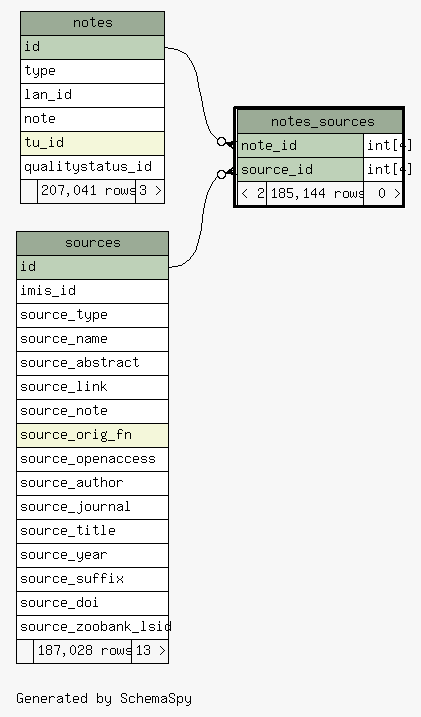 notes
id
type
lan_id
note
tu_id
qualitystatus_id
207,041 rows 3 >
notes_sources
note_id int[4]
source_id int[4]
< 2 185,144 rows 0 >
sources
id
imis_id
source_type
source_name
source_abstract
source_link
source_note
source_orig_fn
source_openaccess
source_author
source_journal
source_title
source_year
source_suffix
source_doi
source_zoobank_lsid
187,028 rows 13 >
Generated by SchemaSpy